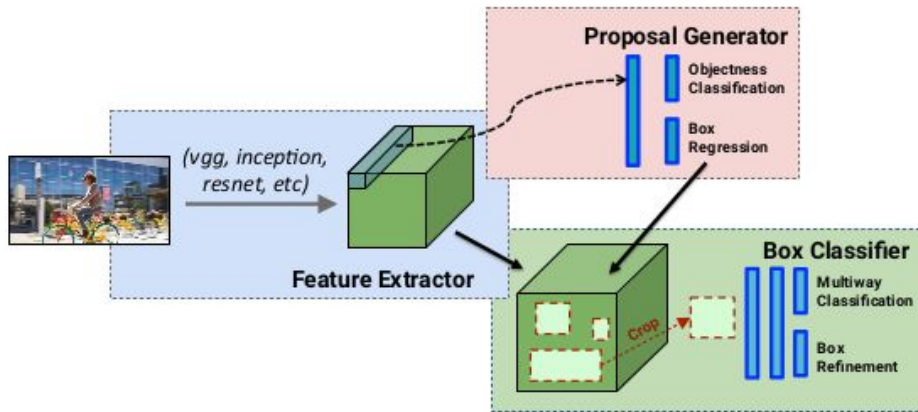 Proposal Generator
Objectness
Classification
Box
Regression
(vgg, inception,
resnet, etc)
Feature Extractor
Box Classifier
Multiway
Classification
Crop
Box
Refinement